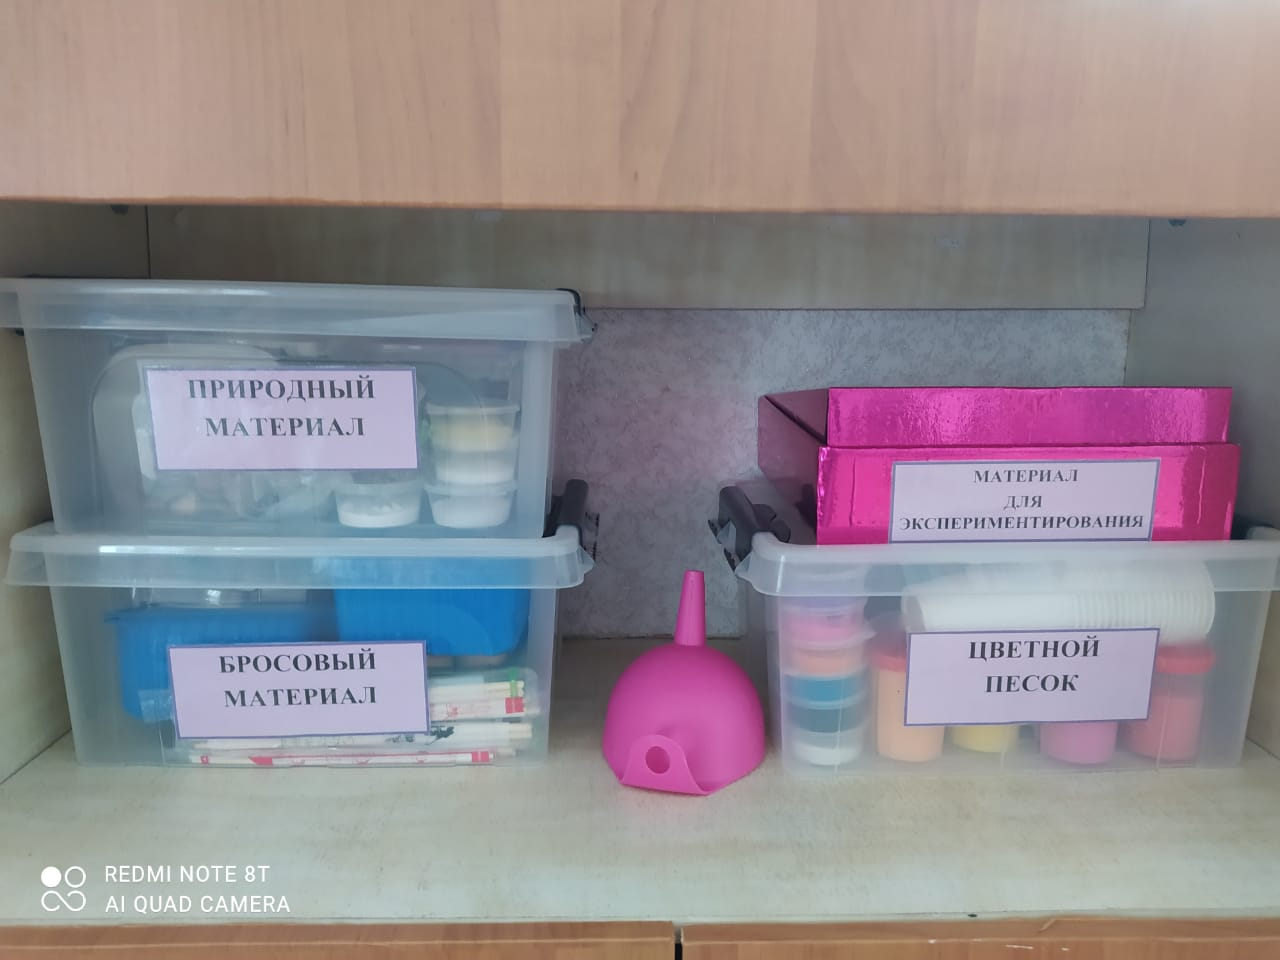 ПРИРОДНЫЙ
МАТЕРИАЛ
БРОСОВЫЙ
МАТЕРИАЛ
МАТЕРИАЛ
ДЛЯ
ЭКСПЕРИМЕНТИРОВАНИЯ
ЦВЕТНОЙ
ПЕСОК
REDMI NOTE 8T
AI QUAD CAMERA